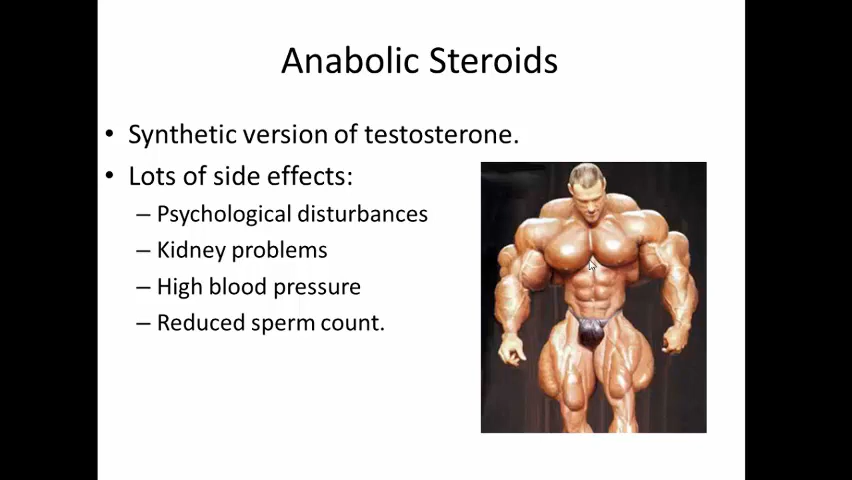 Anabolic Steroids
• Synthetic version of testosterone.
• Lots of side effects:
– Psychological disturbances
– Kidney problems
– High blood pressure
– Reduced sperm count.